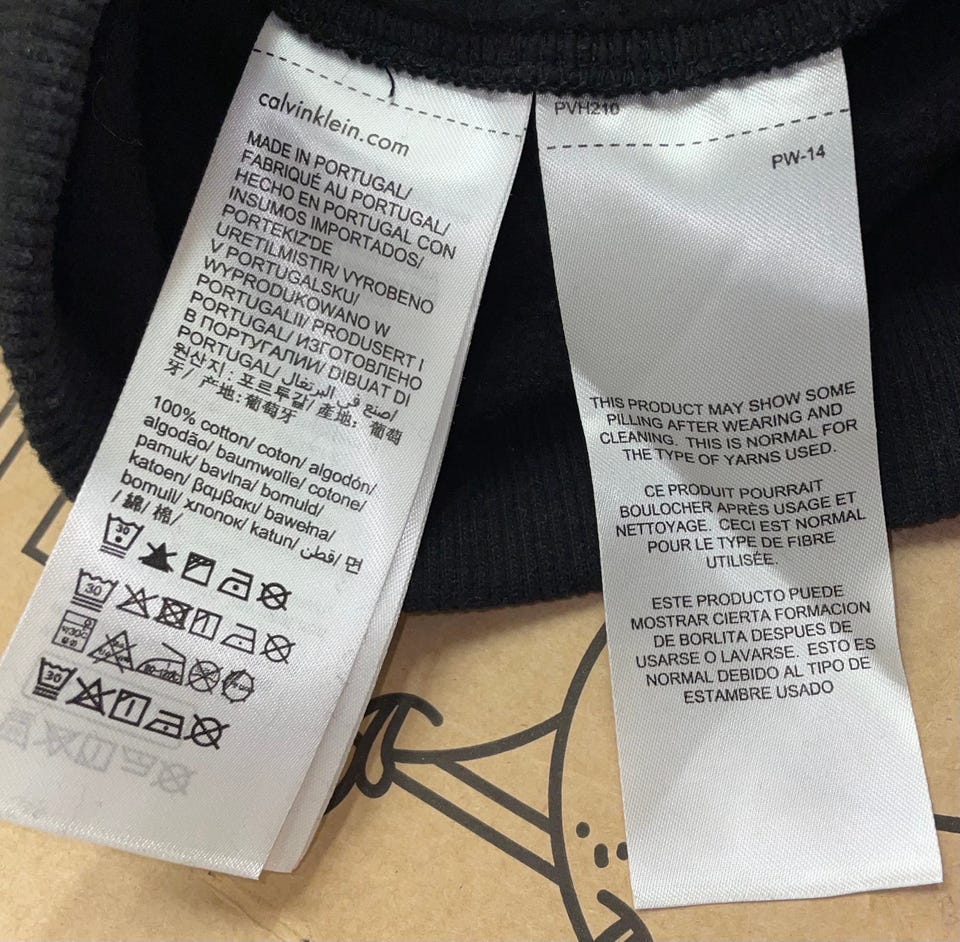 calvinklein.com
MADE IN PORTUGAL/
FABRIQUÉ AU PORTUGAL/
HECHO EN PORTUGAL CON
INSUMOS IMPORTADOS/
PORTEKIZ'DE
URETILMISTIR/ VYROBENO
V PORTUGALSKU/
WYPRODUKOWANO W
PORTUGALII/ PRODUSERT I
PORTUGAL/ ИЗГОТОВЛЕНО
В ПОРТУГАЛИИ/ DIBUAT DI
PORTUGAL/ اصنع في البرتغال
원산지: 포르투갈/ 產地: 葡萄
牙/ 产地:葡萄牙
100% cotton/ coton/ algodón/
algodão/ baumwolle/ cotone/
pamuk/ bavlna/ bomuld/
katoen/ βαμβακι/ bawełna/
bomull/ хлопок/ katun/ قطن/ 면
/ 綿/ 棉/
30
30
30
PVH210
PW-14
THIS PRODUCT MAY SHOW SOME
PILLING AFTER WEARING AND
CLEANING. THIS IS NORMAL FOR
THE TYPE OF YARNS USED.
CE PRODUIT POURRAIT
BOULOCHER APRÈS USAGE ET
NETTOYAGE. CECI EST NORMAL
POUR LE TYPE DE FIBRE
UTILISÉE.
ESTE PRODUCTO PUEDE
MOSTRAR CIERTA FORMACION
DE BORLITA DESPUES DE
USARSE O LAVARSE. ESTO ES
NORMAL DEBIDO AL TIPO DE
ESTAMBRE USADO